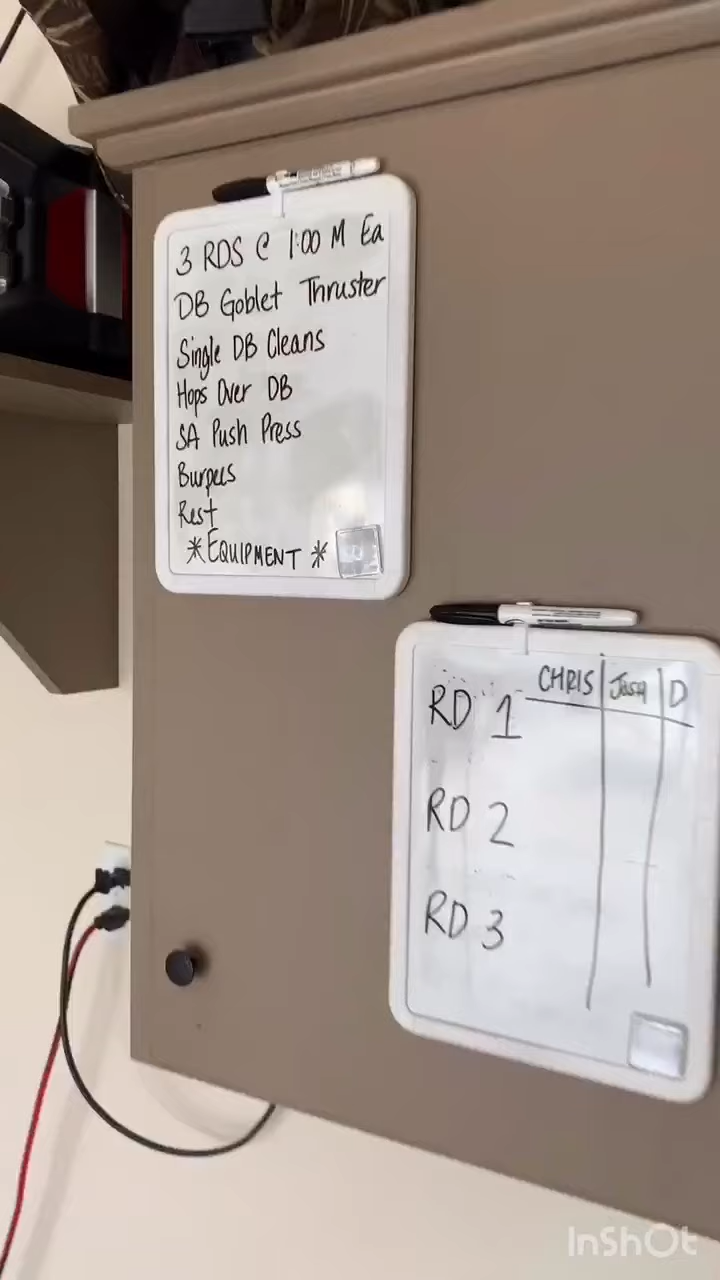 3 RDS @ 1:00 M Ea
DB Goblet Thruster
Single DB Cleans
Hops Over DB
SA Push Press
Burpees
Rest
*EQUIPMENT*
CHRIS Josh D
RD 1
RD 2
RD 3
InShOt